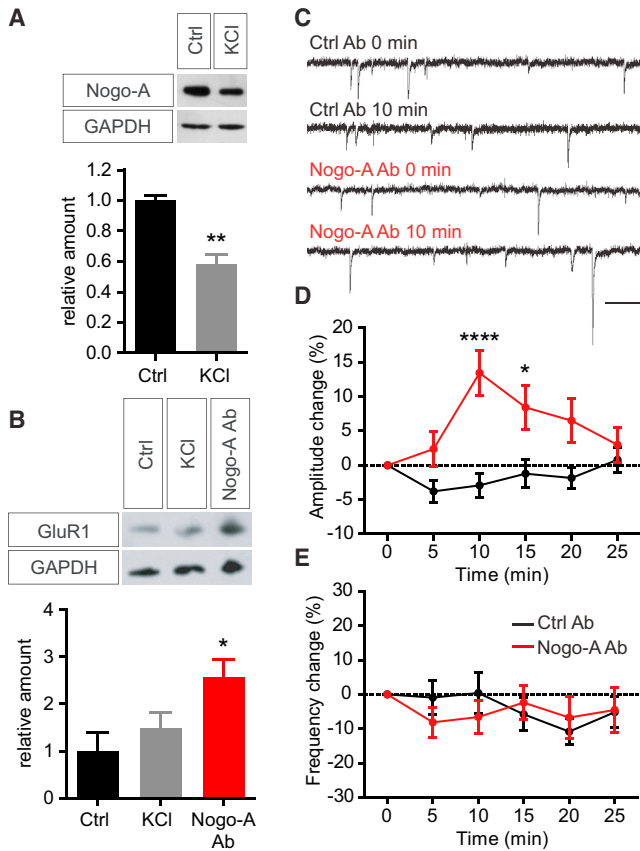 A
Ctrl
KCl
Nogo-A
GAPDH
relative amount
1.2
1.0
0.8
0.6
0.4
0.2
0.0
**
Ctrl
KCl
B
Ctrl
KCl
Nogo-A Ab
GluR1
GAPDH
relative amount
4
3
2
1
0
*
Ctrl
KCl
Nogo-A
Ab
C
Ctrl Ab 0 min
Ctrl Ab 10 min
Nogo-A Ab 0 min
Nogo-A Ab 10 min
D
Amplitude change (%)
20
15
10
5
0
-5
-10
****
*
0 5 10 15 20 25
Time (min)
E
Frequency change (%)
30
20
10
0
-10
-20
-30
Ctrl Ab
Nogo-A Ab
0 5 10 15 20 25
Time (min)